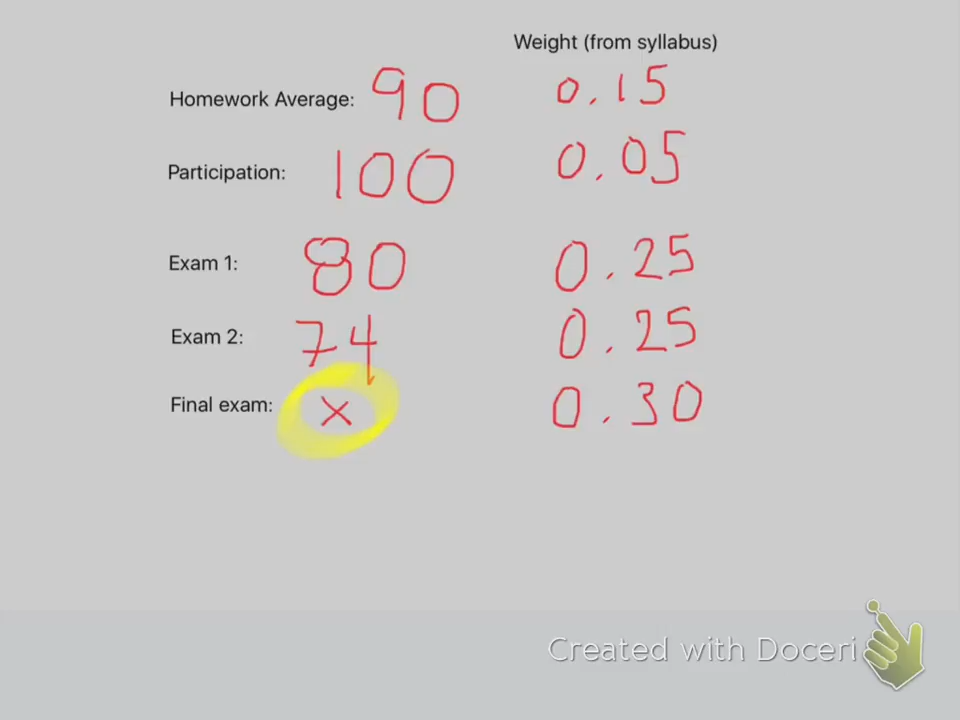 Weight (from syllabus)
Homework Average: 90 0.15
Participation: 100 0.05
Exam 1: 80 0.25
Exam 2: 74 0.25
Final exam: x 0.30
Created with Doceri